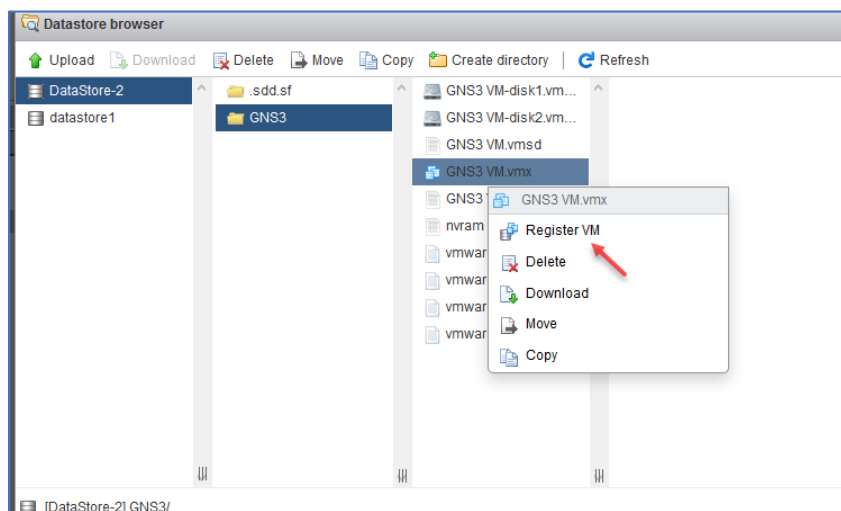 Datastore browser
Upload Download Delete Move Copy Create directory Refresh
DataStore-2
datastore1
.sdd.sf
GNS3
GNS3 VM-disk1.vm...
GNS3 VM-disk2.vm...
GNS3 VM.vmsd
GNS3 VM.vmx
GNS3
nvram
vmwar
vmwar
vmwar
vmwar
GNS3 VM.vmx
Register VM
Delete
Download
Move
Copy
[DataStore-2] GNS3/